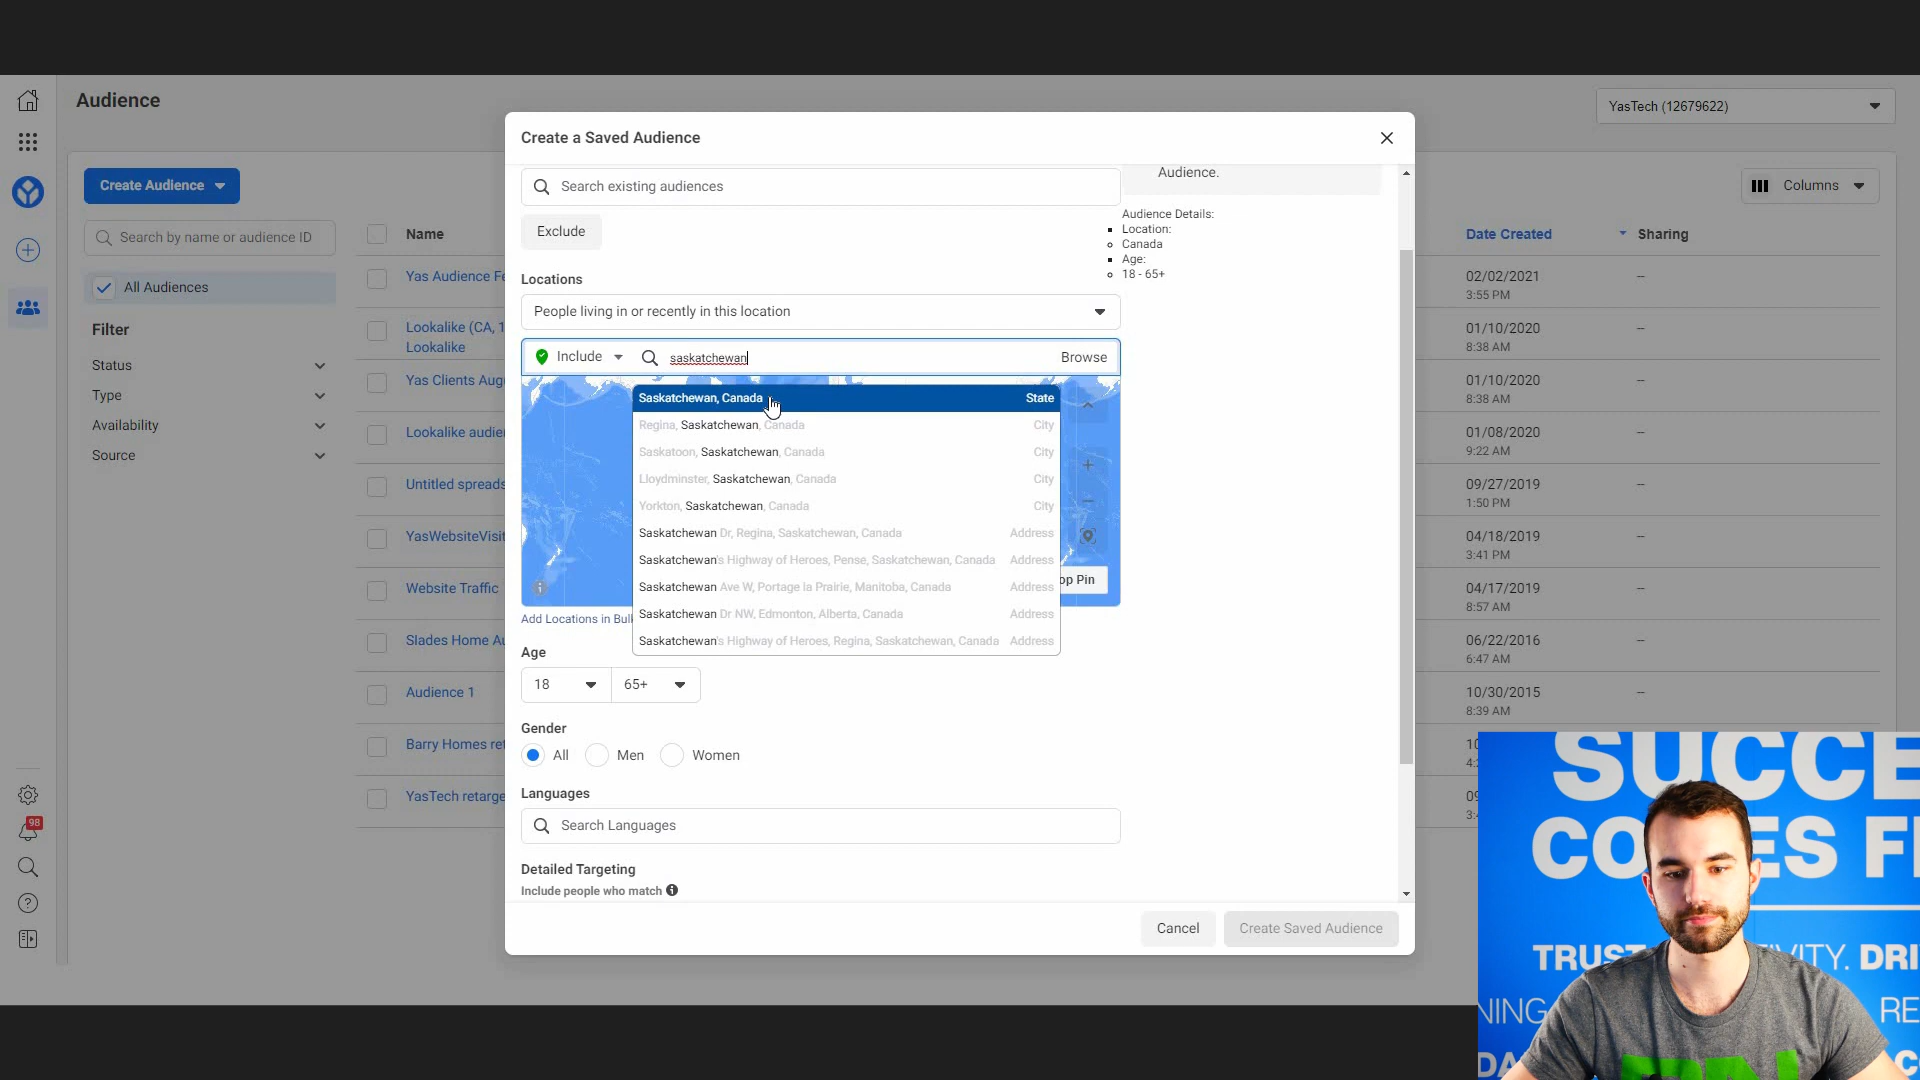 Audience
YasTech (12679622)
Create Audience
Search by name or audience ID
All Audiences
Filter
Status
Type
Availability
Source
98
Name
Yas Audience Fe
Lookalike (CA, 1
Lookalike
Yas Clients Aug
Lookalike audie
Untitled spreads
YasWebsiteVisit
Website Traffic
Slades Home Au
Audience 1
Barry Homes ret
YasTech retarge
Create a Saved Audience
Search existing audiences
Exclude
Locations
People living in or recently in this location
Include
saskatchewan
Browse
Saskatchewan, Canada State
Regina, Saskatchewan, Canada City
Saskatoon, Saskatchewan, Canada City
Lloydminster, Saskatchewan, Canada City
Yorkton, Saskatchewan, Canada City
Saskatchewan Dr, Regina, Saskatchewan, Canada Address
Saskatchewan's Highway of Heroes, Pense, Saskatchewan, Canada Address
Saskatchewan Ave W, Portage la Prairie, Manitoba, Canada Address
Saskatchewan Dr NW, Edmonton, Alberta, Canada Address
Saskatchewan's Highway of Heroes, Regina, Saskatchewan, Canada Address
op Pin
Add Locations in Bulk
Age
18 65+
Gender
All Men Women
Languages
Search Languages
Detailed Targeting
Include people who match
Audience.
Audience Details:
Location:
Canada
Age:
18 - 65+
Cancel
Create Saved Audience
Columns
Date Created Sharing
02/02/2021 --
3:55 PM
01/10/2020 --
8:38 AM
01/10/2020 --
8:38 AM
01/08/2020 --
9:22 AM
09/27/2019 --
1:50 PM
04/18/2019 --
3:41 PM
04/17/2019 --
8:57 AM
06/22/2016 --
6:47 AM
10/30/2015 --
8:39 AM
SUCCE
CO ES F
TRUS IVITY. DRI
NING RE